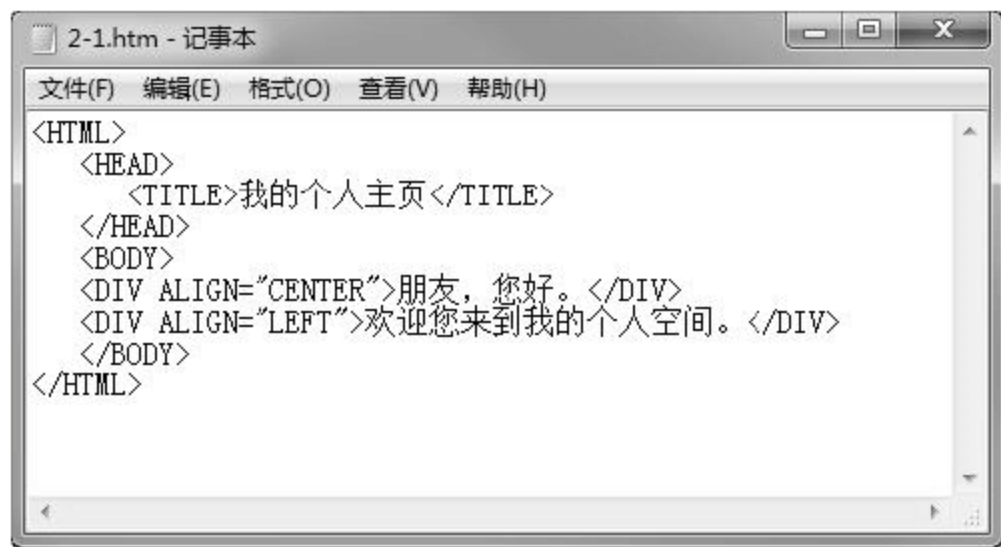 2-1.htm - 记事本
文件(F) 编辑(E) 格式(O) 查看(V) 帮助(H)
<HTML>
<HEAD>
<TITLE>我的个人主页</TITLE>
</HEAD>
<BODY>
<DIV ALIGN="CENTER">朋友，您好。</DIV>
<DIV ALIGN="LEFT">欢迎您来到我的个人空间。</DIV>
</BODY>
</HTML>